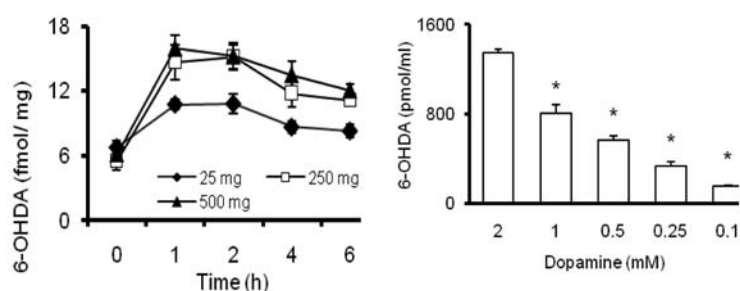 6-OHDA (fmol/ mg)
18
12
6
0
25 mg
250 mg
500 mg
0 1 2 4 6
Time (h)
6-OHDA (pmol/ml)
1600
800
0
* * * *
2 1 0.5 0.25 0.1
Dopamine (mM)